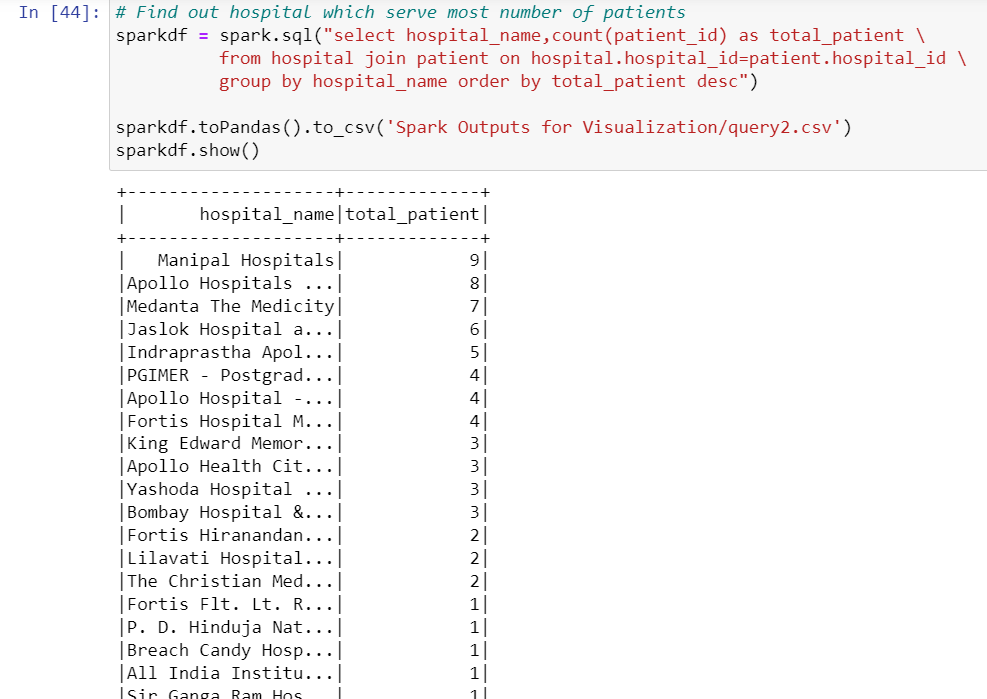 In [44]: # Find out hospital which serve most number of patients
sparkdf = spark.sql("select hospital_name,count(patient_id) as total_patient \
from hospital join patient on hospital.hospital_id=patient.hospital_id \
group by hospital_name order by total_patient desc")
sparkdf.toPandas().to_csv('Spark Outputs for Visualization/query2.csv')
sparkdf.show()
+--------------------+-------------+
|       hospital_name|total_patient|
+--------------------+-------------+
|   Manipal Hospitals|            9|
|Apollo Hospitals ...|            8|
|Medanta The Medicity|            7|
|Jaslok Hospital a...|            6|
|Indraprastha Apol...|            5|
|PGIMER - Postgrad...|            4|
|Apollo Hospital -...|            4|
|Fortis Hospital M...|            4|
|King Edward Memor...|            3|
|Apollo Health Cit...|            3|
|Yashoda Hospital ...|            3|
|Bombay Hospital &...|            3|
|Fortis Hiranandan...|            2|
|Lilavati Hospital...|            2|
|The Christian Med...|            2|
|Fortis Flt. Lt. R...|            1|
|P. D. Hinduja Nat...|            1|
|Breach Candy Hosp...|            1|
|All India Institu...|            1|
|Sir Ganga Ram Hos...|            1|